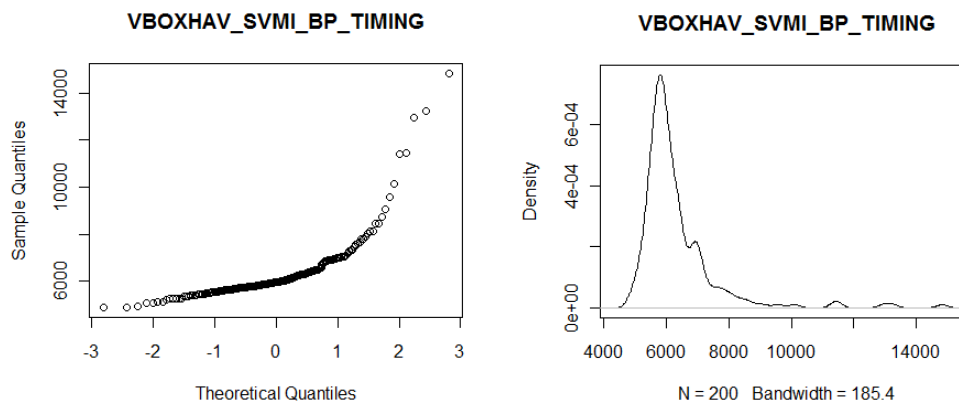 VBOXHAV_SVMI_BP_TIMING
Sample Quantiles
14000
10000
6000
-3 -2 -1 0 1 2 3
Theoretical Quantiles
VBOXHAV_SVMI_BP_TIMING
Density
6e-04
4e-04
0e+00
4000 6000 8000 10000 14000
N = 200 Bandwidth = 185.4